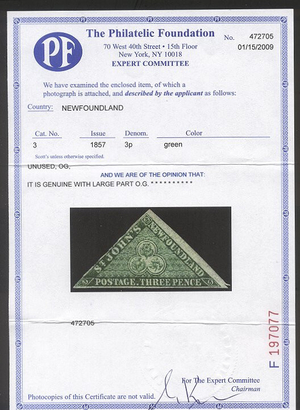 PF
The Philatelic Foundation
70 West 40th Street • 15th Floor
New York, NY 10018
EXPERT COMMITTEE
No. 472705
01/15/2009
We have examined the enclosed item, of which a
photograph is attached, and described by the applicant as follows:
Country: NEWFOUNDLAND
Cat. No. Issue Denom. Color
3 1857 3p green
Scott's unless otherwise specified.
UNUSED, OG,
AND WE ARE OF THE OPINION THAT:
IT IS GENUINE WITH LARGE PART O.G. * * * * * * * * * *
ST JOHN'S NEWFOUNDLAND
POSTAGE, THREE PENCE
472705
F 197077
For The Expert Committee
Chairman
Photocopies of this Certificate are not valid.